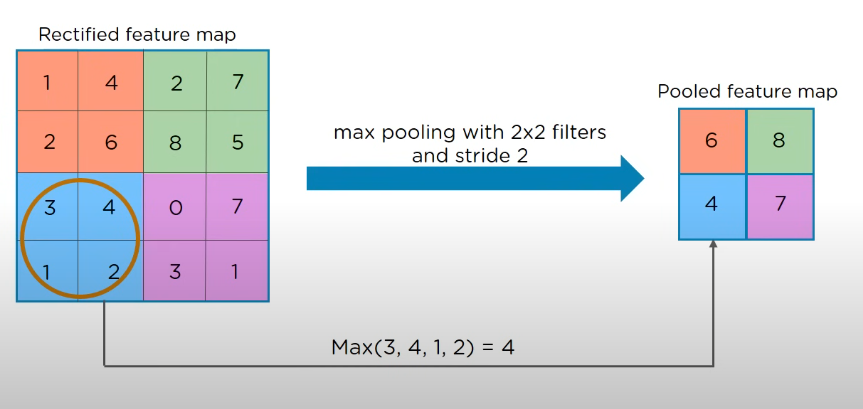 Rectified feature map
1 4 2 7
2 6 8 5
3 4 0 7
1 2 3 1
max pooling with 2x2 filters
and stride 2
Pooled feature map
6 8
4 7
Max(3, 4, 1, 2) = 4